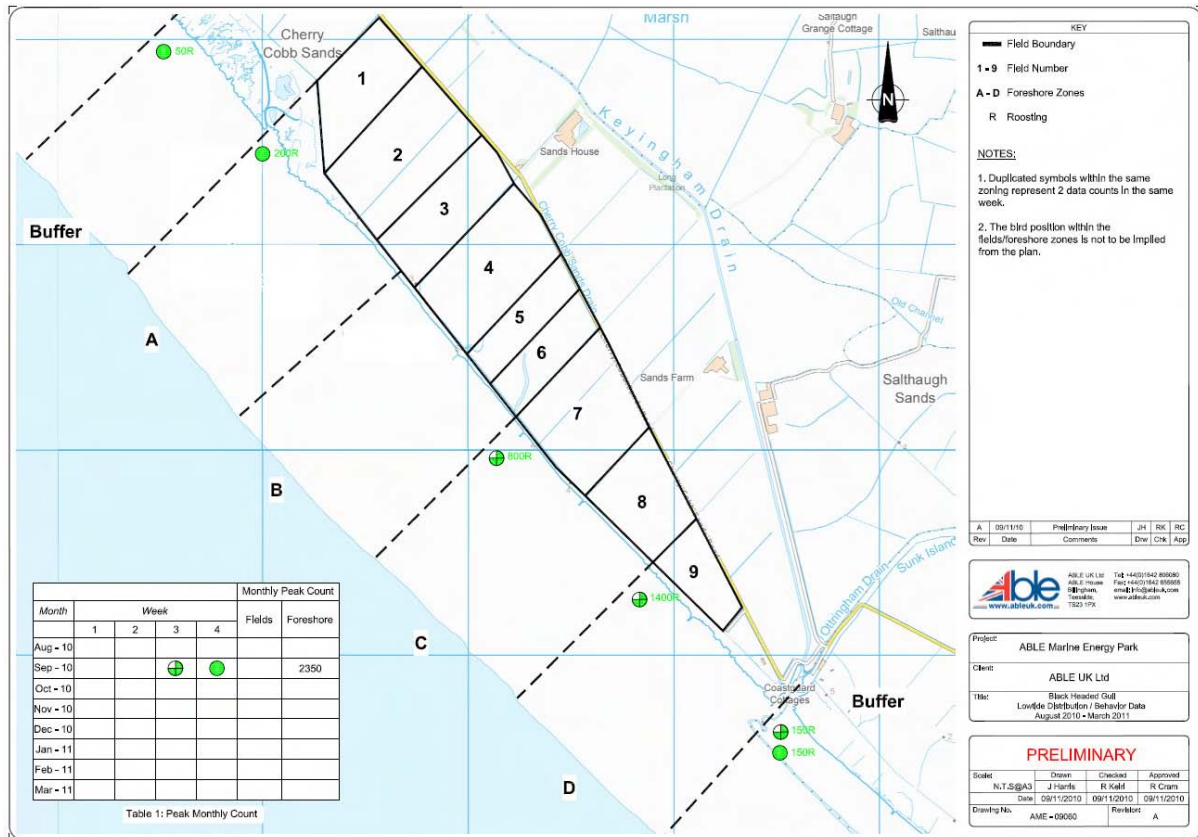 Marsh
Saltaugh
Grange Cottage
Salthau
Cherry
Cobb Sands
50R
200R
Keyingham Drain
Sands House
Long
Plantation
N
Cherry Cobb Sands Drain
Buffer
1
2
3
4
5
6
7
8
9
Old Channel
Sands Farm
Salthaugh
Sands
A
B
C
D
800R
1400R
Ottringham Drain
Sunk Island
Coastguard
Cottages
Buffer
150R
150R
Monthly Peak Count
Month Week Fields Foreshore
1 2 3 4
Aug - 10
Sep - 10 2350
Oct - 10
Nov - 10
Dec - 10
Jan - 11
Feb - 11
Mar - 11
Table 1: Peak Monthly Count
KEY
Field Boundary
1 - 9 Field Number
A - D Foreshore Zones
R Roosting
NOTES:
1. Duplicated symbols within the same
zoning represent 2 data counts in the same
week.
2. The bird position within the
fields/foreshore zones is not to be implied
from the plan.
A 09/11/10 Preliminary Issue JH RK RC
Rev Date Comments Drw Chk App
Able
www.ableuk.com
ABLE UK Ltd
ABLE House
Billingham,
Teesside,
TS23 1PX
www.ableuk.com
Project:
ABLE Marine Energy Park
Client:
ABLE UK Ltd
Title:
Black Headed Gull
Lowtide Distribution / Behavior Data
August 2010 - March 2011
PRELIMINARY
Scale: Drawn Checked Approved
N.T.S@A3 J Harris R Keld R Cram
Date 09/11/2010 09/11/2010 09/11/2010
Drawing No. Revision:
AME - 09060 A